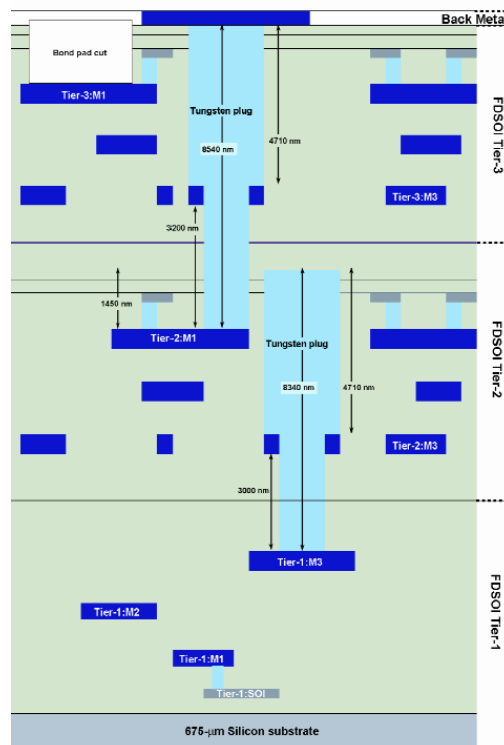 Back Meta
Bond pad cut
Tier-3:M1
Tungsten plug
4710 nm
8540 nm
FDSOI Tier-3
Tier-3:M3
3200 nm
1450 nm
Tier-2:M1
Tungsten plug
8340 nm
4710 nm
FDSOI Tier-2
Tier-2:M3
3000 nm
Tier-1:M3
FDSOI Tier-1
Tier-1:M2
Tier-1:M1
Tier-1:SOI
675-μm Silicon substrate